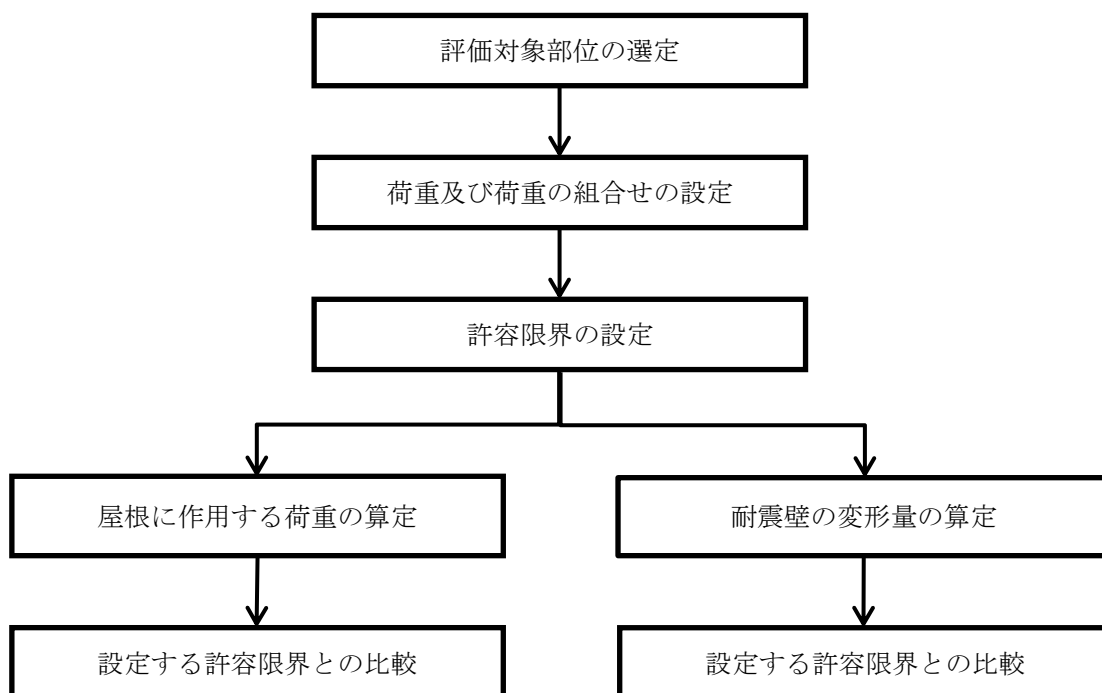 評価対象部位の選定
荷重及び荷重の組合せの設定
許容限界の設定
屋根に作用する荷重の算定
耐震壁の変形量の算定
設定する許容限界との比較
設定する許容限界との比較